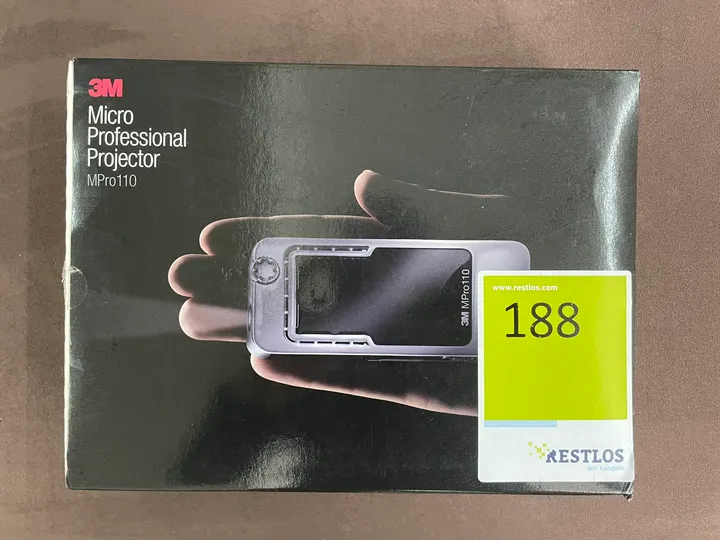 3M
Micro
Professional
Projector
MPro110
3M MPro110
www.restlos.com
188
RESTLOS
Wir handeln.